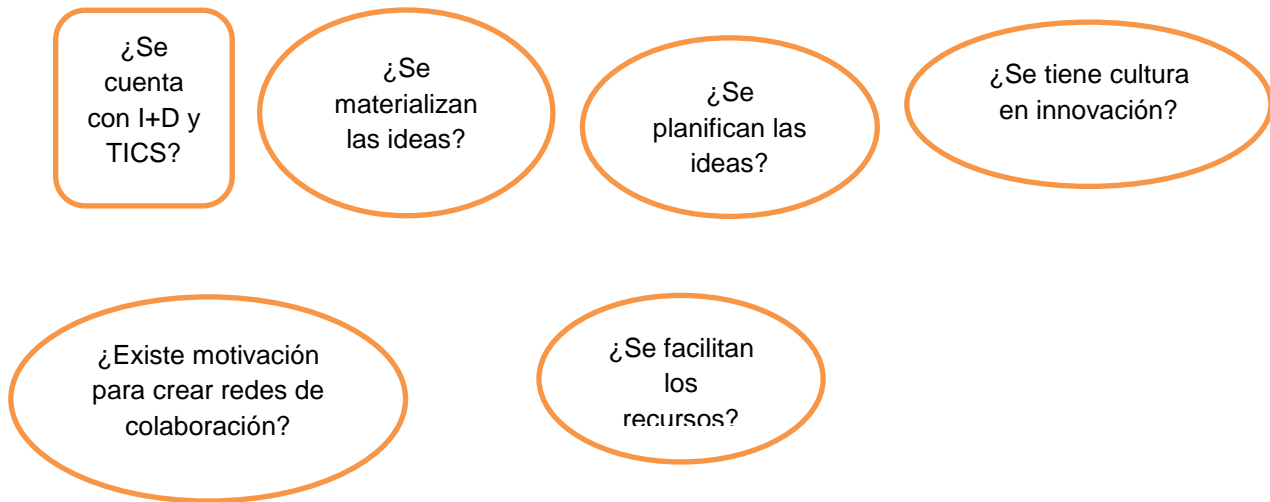 ¿Se
cuenta
con I+D y
TICS?
¿Se
materializan
las ideas?
¿Se
planifican las
ideas?
¿Se tiene cultura
en innovación?
¿Existe motivación
para crear redes de
colaboración?
¿Se facilitan
los
recursos?